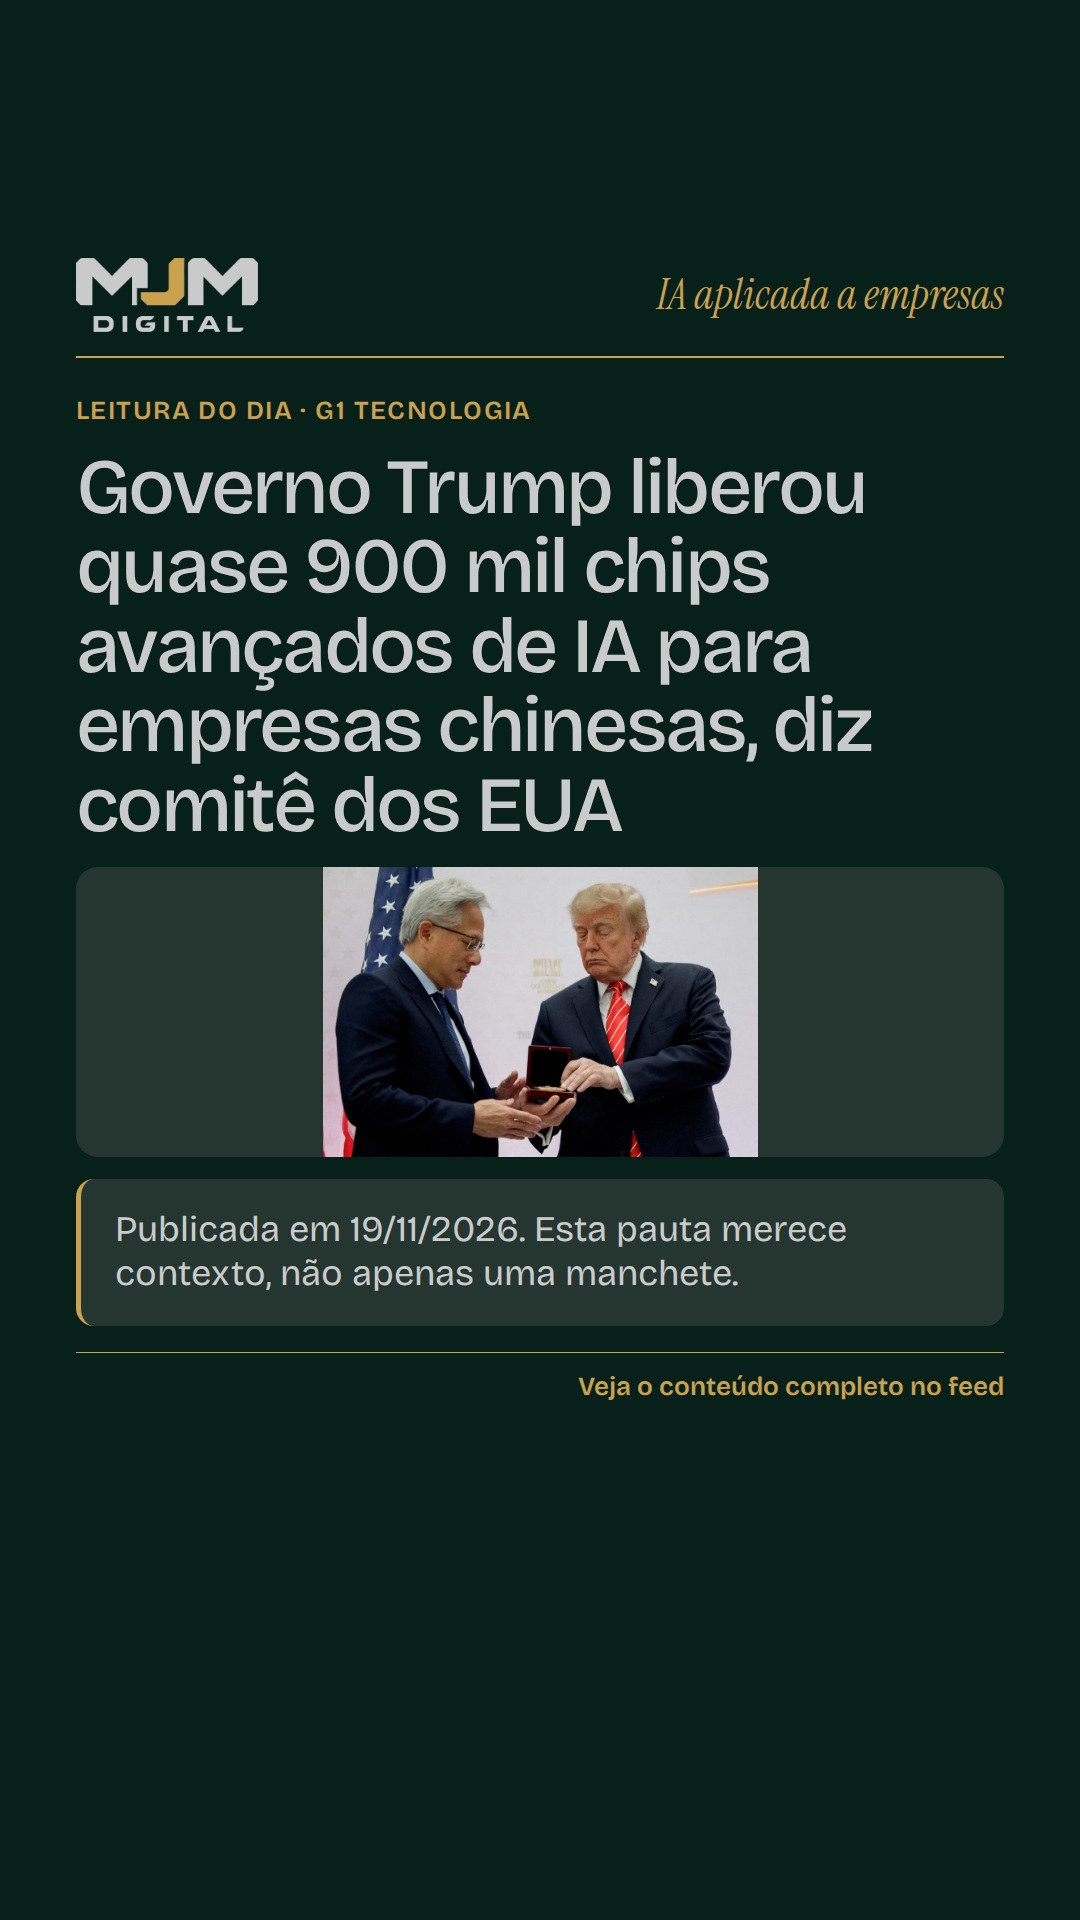 MJM
DIGITAL
IA aplicada a empresas
LEITURA DO DIA · G1 TECNOLOGIA
Governo Trump liberou
quase 900 mil chips
avançados de IA para
empresas chinesas, diz
comitê dos EUA
Publicada em 19/11/2026. Esta pauta merece
contexto, não apenas uma manchete.
Veja o conteúdo completo no feed